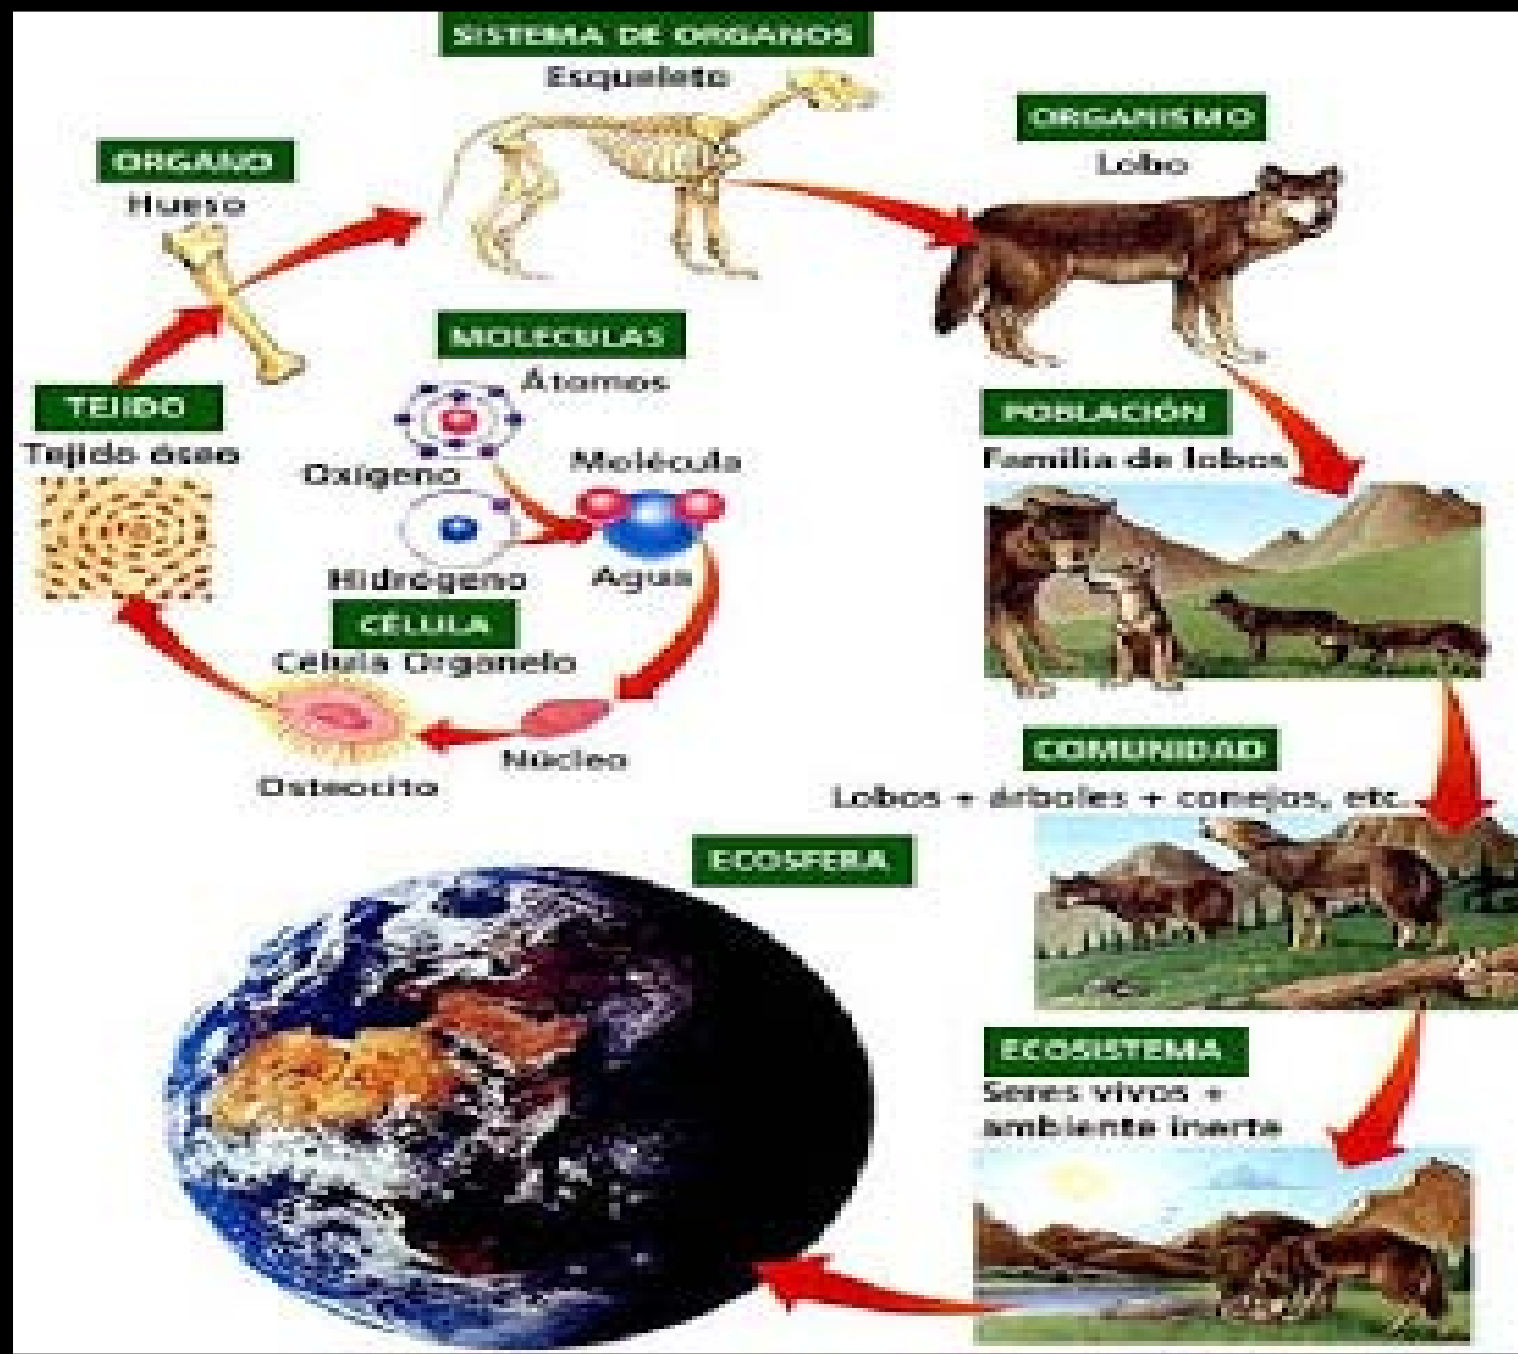 SISTEMA DE ORGANOS
Esqueleto
ORGANISMO
Lobo
ORGANO
Hueso
MOLECULAS
Átomos
TEJIDO
Tejido óseo
Oxígeno
Molécula
Hidrógeno
Agua
CÉLULA
Célula Organelo
Núcleo
Osteocito
POBLACIÓN
Familia de lobos
COMUNIDAD
Lobos + árboles + conejos, etc.
ECOSFERA
ECOSISTEMA
Seres vivos +
ambiente inerte